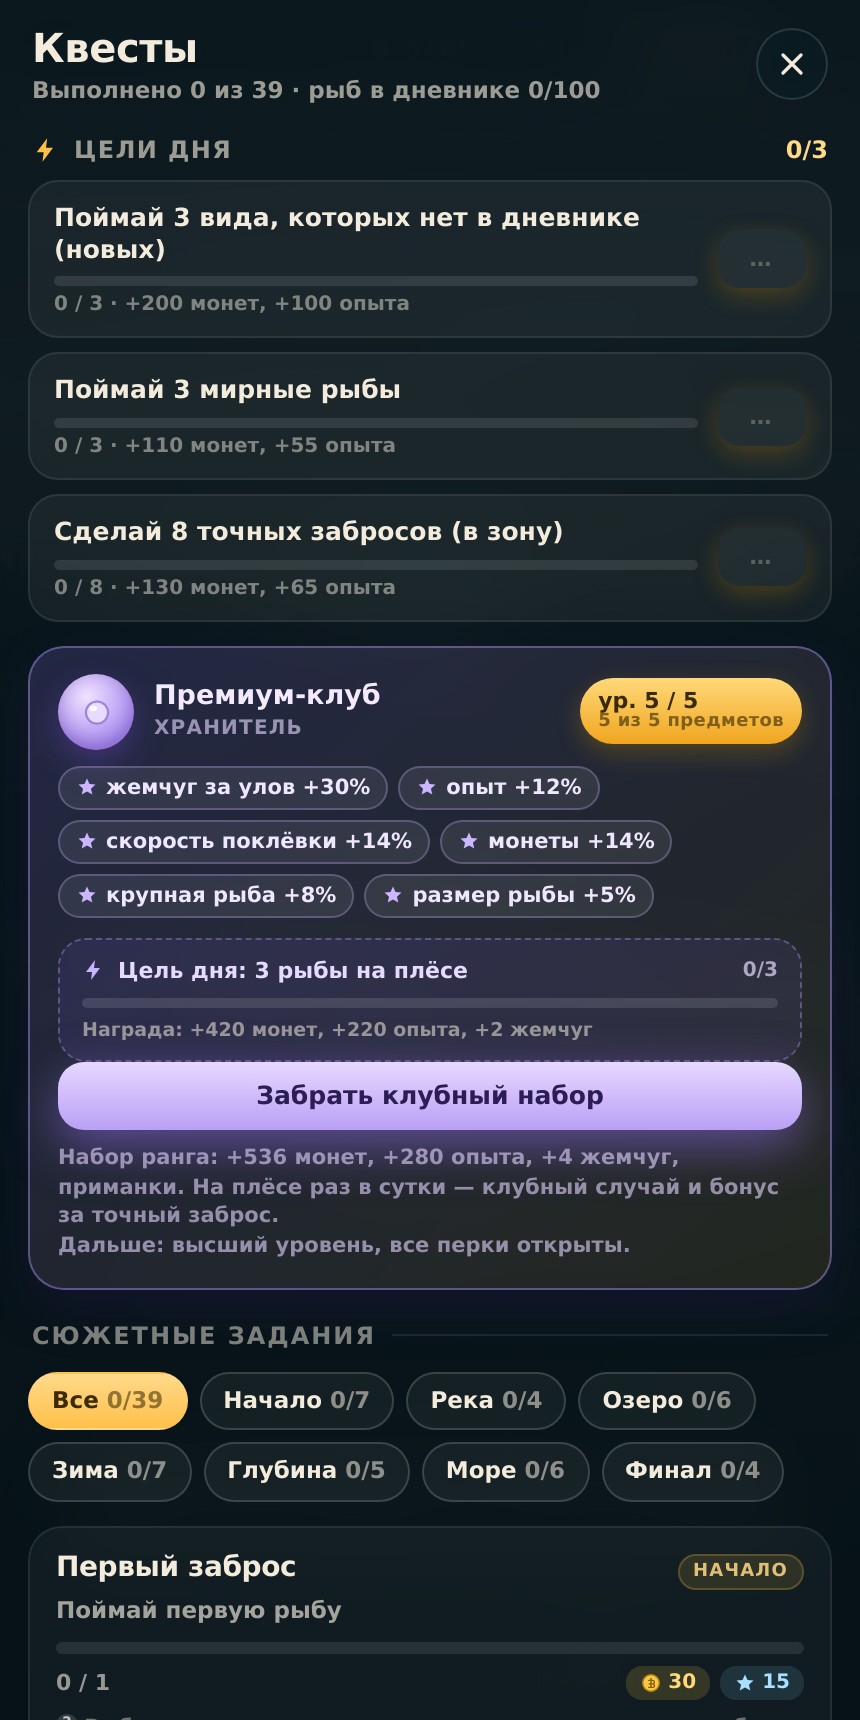 Квесты
Выполнено 0 из 39 · рыб в дневнике 0/100
ЦЕЛИ ДНЯ 0/3
Поймай 3 вида, которых нет в дневнике
(новых)
...
0 / 3 · +200 монет, +100 опыта
Поймай 3 мирные рыбы
...
0 / 3 · +110 монет, +55 опыта
Сделай 8 точных забросов (в зону)
...
0 / 8 · +130 монет, +65 опыта
Премиум-клуб
ХРАНИТЕЛЬ
ур. 5 / 5
5 из 5 предметов
жемчуг за улов +30% опыт +12%
скорость поклёвки +14% монеты +14%
крупная рыба +8% размер рыбы +5%
Цель дня: 3 рыбы на плёсе 0/3
Награда: +420 монет, +220 опыта, +2 жемчуг
Забрать клубный набор
Набор ранга: +536 монет, +280 опыта, +4 жемчуг,
приманки. На плёсе раз в сутки — клубный случай и бонус
за точный заброс.
Дальше: высший уровень, все перки открыты.
СЮЖЕТНЫЕ ЗАДАНИЯ
Все 0/39 Начало 0/7 Река 0/4 Озеро 0/6
Зима 0/7 Глубина 0/5 Море 0/6 Финал 0/4
Первый заброс НАЧАЛО
Поймай первую рыбу
0 / 1 30 15